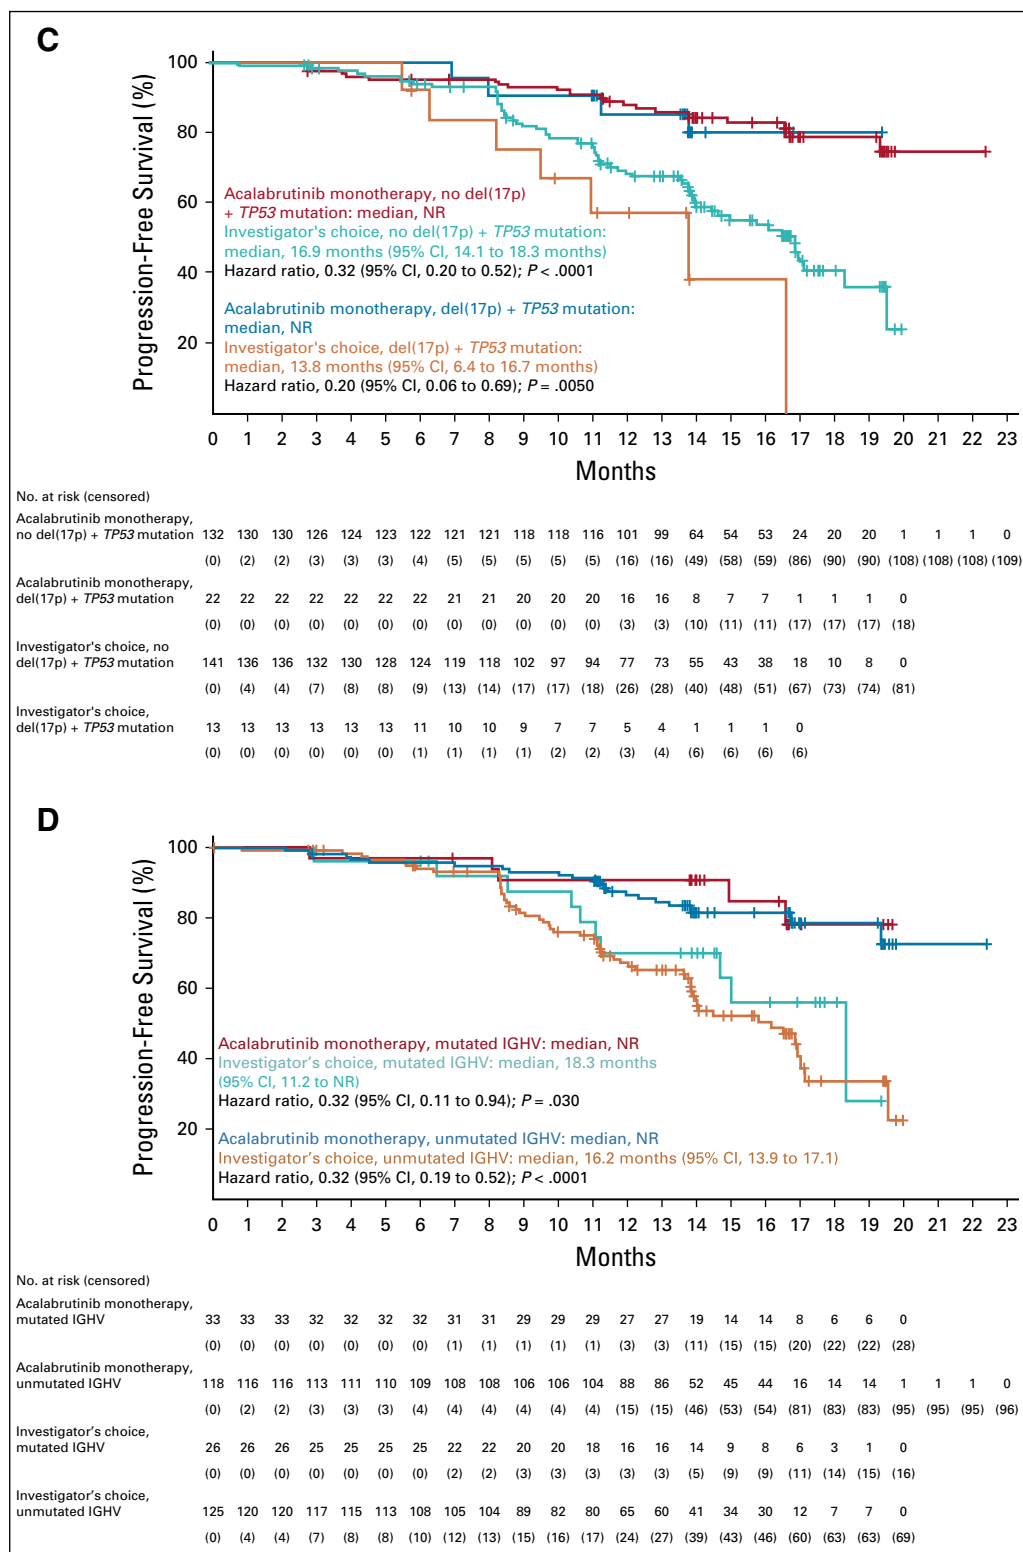 C
Progression-Free Survival (%)
100
80
60
40
20
Acalabrutinib monotherapy, no del(17p)
+ TP53 mutation: median, NR
Investigator's choice, no del(17p) + TP53 mutation:
median, 16.9 months (95% CI, 14.1 to 18.3 months)
Hazard ratio, 0.32 (95% CI, 0.20 to 0.52); P < .0001
Acalabrutinib monotherapy, del(17p) + TP53 mutation:
median, NR
Investigator's choice, del(17p) + TP53 mutation:
median, 13.8 months (95% CI, 6.4 to 16.7 months)
Hazard ratio, 0.20 (95% CI, 0.06 to 0.69); P = .0050
0 1 2 3 4 5 6 7 8 9 10 11 12 13 14 15 16 17 18 19 20 21 22 23
Months
No. at risk (censored)
Acalabrutinib monotherapy,
no del(17p) + TP53 mutation 132 130 130 126 124 123 122 121 121 118 118 116 101 99 64 54 53 24 20 20 1 1 1 0
(0) (2) (2) (3) (3) (3) (4) (5) (5) (5) (5) (5) (16) (16) (49) (58) (59) (86) (90) (90) (108) (108) (108) (109)
Acalabrutinib monotherapy,
del(17p) + TP53 mutation 22 22 22 22 22 22 22 21 21 20 20 20 16 16 8 7 7 1 1 1 0
(0) (0) (0) (0) (0) (0) (0) (0) (0) (0) (0) (0) (3) (3) (10) (11) (11) (17) (17) (17) (18)
Investigator's choice, no
del(17p) + TP53 mutation 141 136 136 132 130 128 124 119 118 102 97 94 77 73 55 43 38 18 10 8 0
(0) (4) (4) (7) (8) (8) (9) (13) (14) (17) (17) (18) (26) (28) (40) (48) (51) (67) (73) (74) (81)
Investigator's choice,
del(17p) + TP53 mutation 13 13 13 13 13 13 11 10 10 9 7 7 5 4 1 1 1 0
(0) (0) (0) (0) (0) (0) (1) (1) (1) (1) (2) (2) (3) (4) (6) (6) (6) (6)
D
Progression-Free Survival (%)
100
80
60
40
20
Acalabrutinib monotherapy, mutated IGHV: median, NR
Investigator's choice, mutated IGHV: median, 18.3 months
(95% CI, 11.2 to NR)
Hazard ratio, 0.32 (95% CI, 0.11 to 0.94); P = .030
Acalabrutinib monotherapy, unmutated IGHV: median, NR
Investigator's choice, unmutated IGHV: median, 16.2 months (95% CI, 13.9 to 17.1)
Hazard ratio, 0.32 (95% CI, 0.19 to 0.52); P < .0001
0 1 2 3 4 5 6 7 8 9 10 11 12 13 14 15 16 17 18 19 20 21 22 23
Months
No. at risk (censored)
Acalabrutinib monotherapy,
mutated IGHV 33 33 33 32 32 32 32 31 31 29 29 29 27 27 19 14 14 8 6 6 0
(0) (0) (0) (0) (0) (0) (0) (1) (1) (1) (1) (1) (3) (3) (11) (15) (15) (20) (22) (22) (28)
Acalabrutinib monotherapy,
unmutated IGHV 118 116 116 113 111 110 109 108 108 106 106 104 88 86 52 45 44 16 14 14 1 1 1 0
(0) (2) (2) (3) (3) (3) (4) (4) (4) (4) (4) (4) (15) (15) (46) (53) (54) (81) (83) (83) (95) (95) (95) (96)
Investigator's choice,
mutated IGHV 26 26 26 25 25 25 25 22 22 20 20 18 16 16 14 9 8 6 3 1 0
(0) (0) (0) (0) (0) (0) (0) (2) (2) (3) (3) (3) (3) (3) (5) (9) (9) (11) (14) (15) (16)
Investigator's choice,
unmutated IGHV 125 120 120 117 115 113 108 105 104 89 82 80 65 60 41 34 30 12 7 7 0
(0) (4) (4) (7) (8) (8) (10) (12) (13) (15) (16) (17) (24) (27) (39) (43) (46) (60) (63) (63) (69)